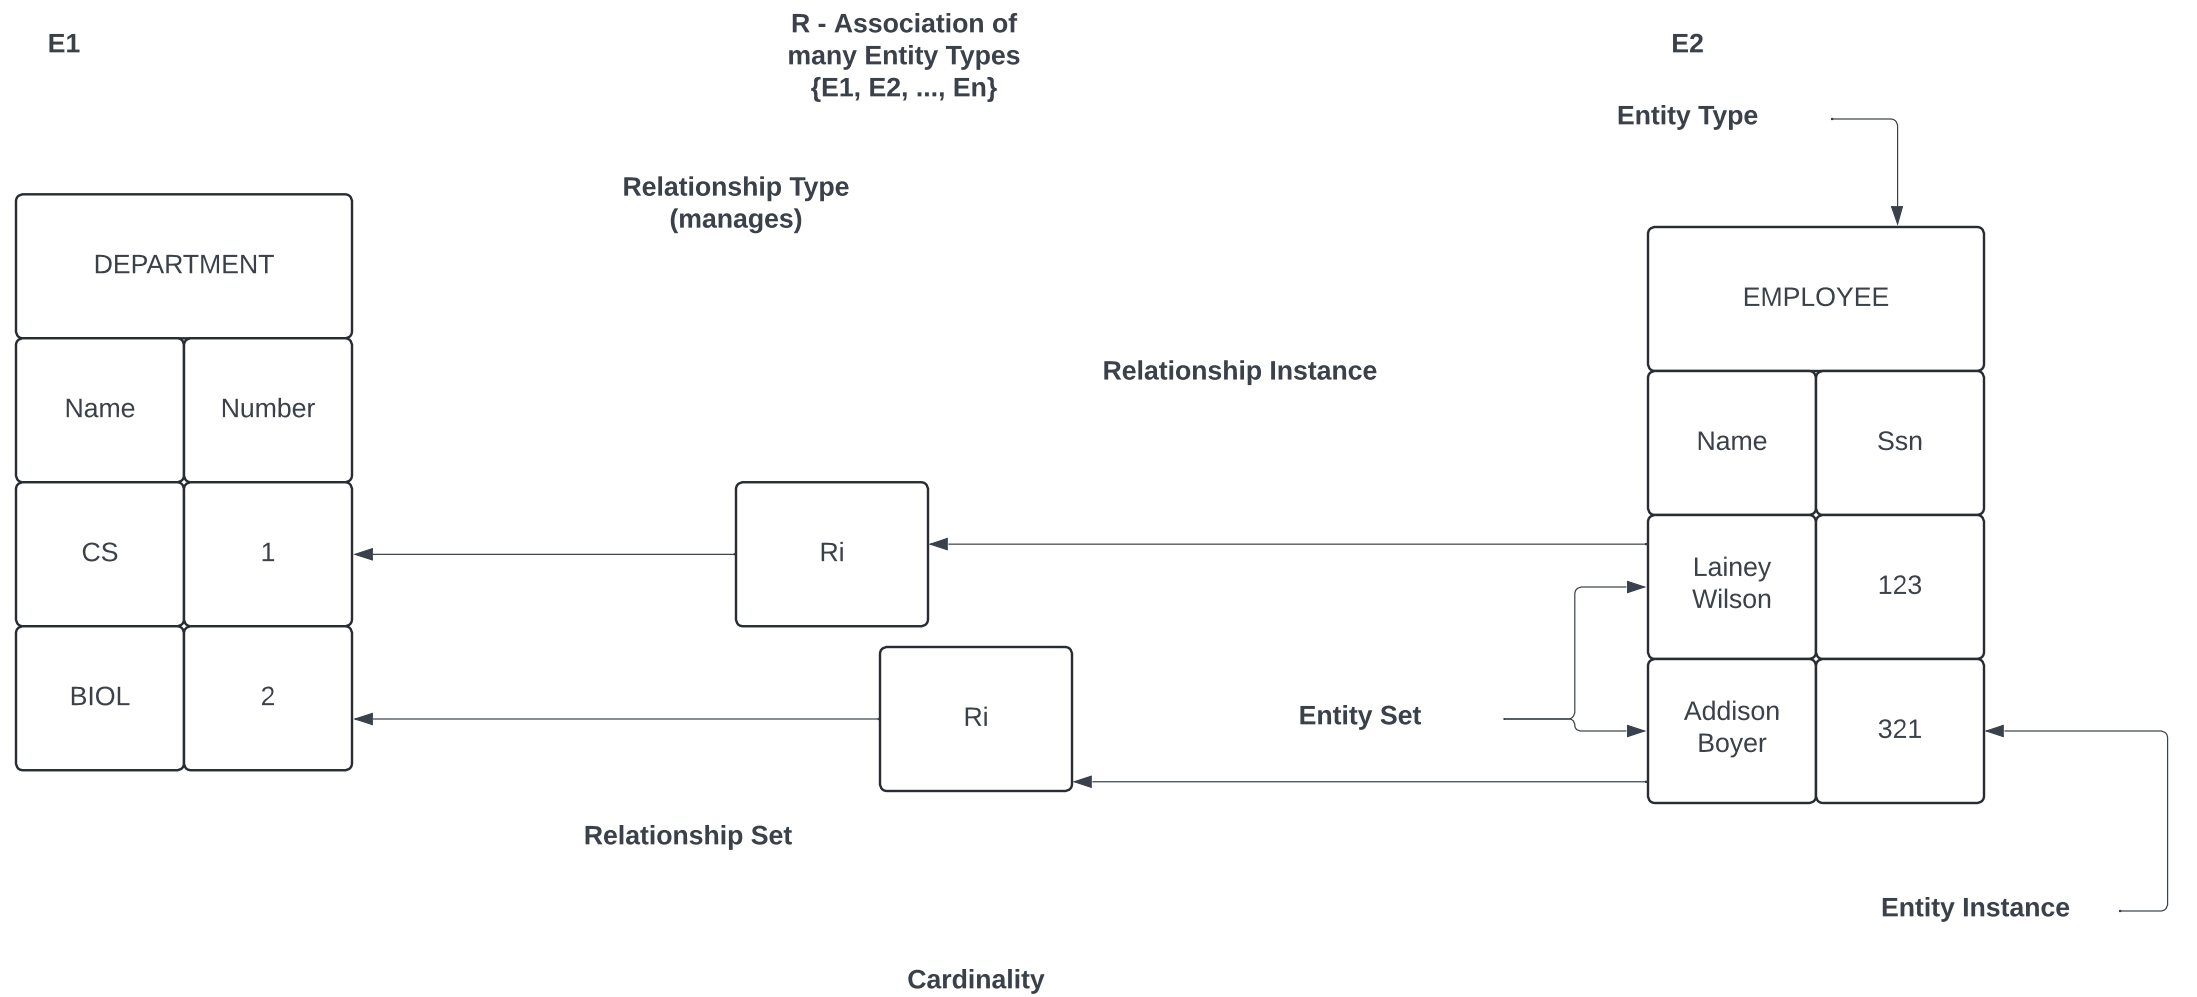 E1
R - Association of
many Entity Types
{E1, E2, ..., En}
E2
Entity Type
Relationship Type
(manages)
DEPARTMENT
EMPLOYEE
Relationship Instance
Name
Number
Name
Ssn
CS
1
Ri
Lainey
Wilson
123
BIOL
2
Ri
Entity Set
Addison
Boyer
321
Relationship Set
Entity Instance
Cardinality